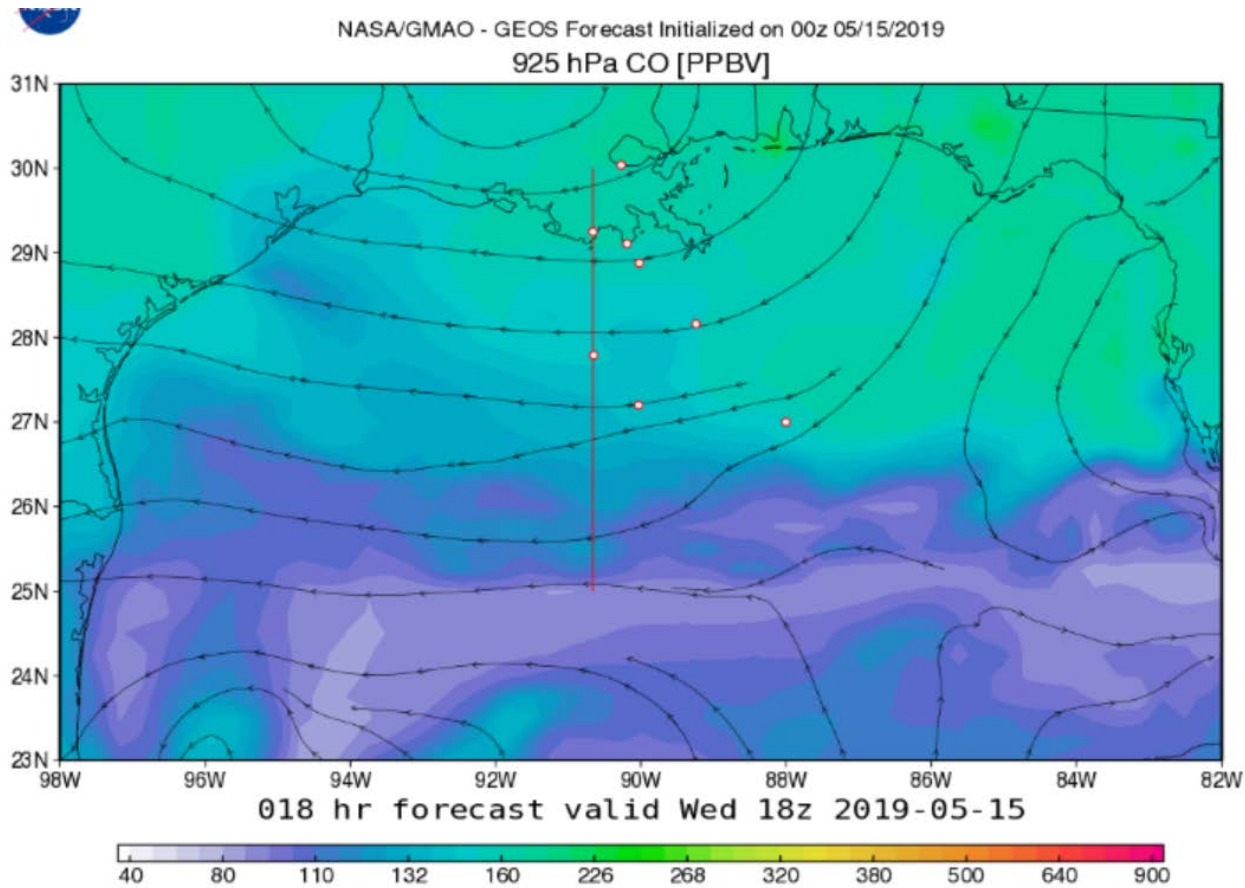 NASA/GMAO - GEOS Forecast Initialized on 00z 05/15/2019
925 hPa CO [PPBV]
31N
30N
29N
28N
27N
26N
25N
24N
23N
98W 96W 94W 92W 90W 88W 86W 84W 82W
018 hr forecast valid Wed 18z 2019-05-15
40 80 110 132 160 226 268 320 380 500 640 900